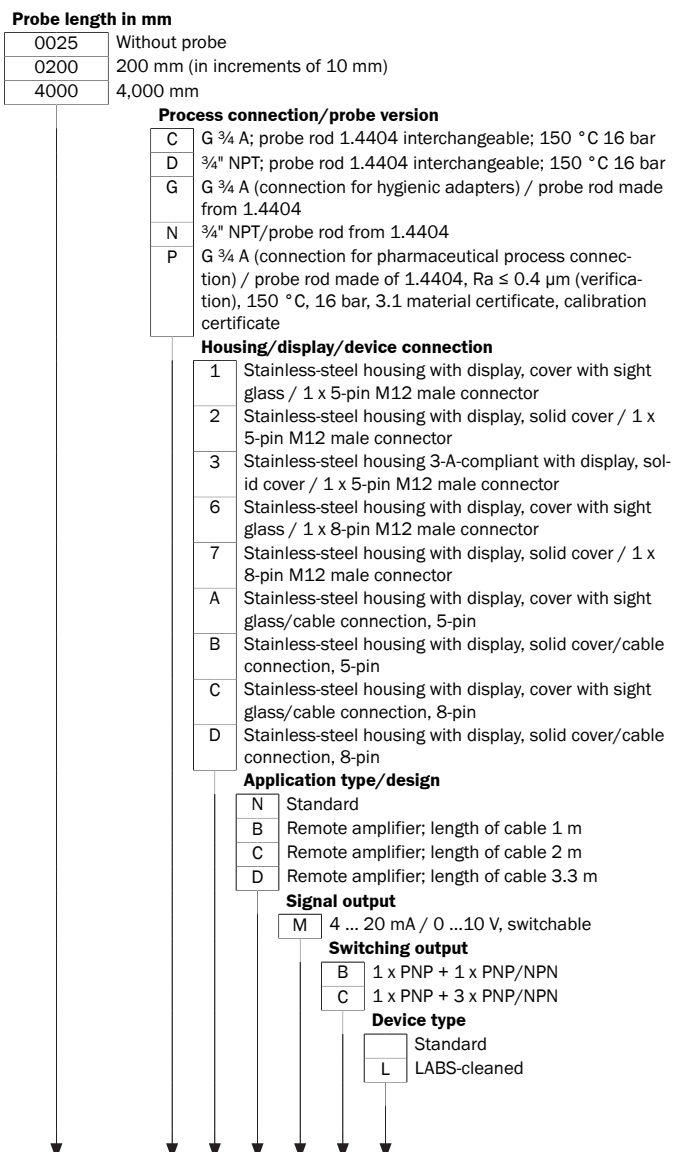 Probe length in mm
0025 Without probe
0200 200 mm (in increments of 10 mm)
4000 4,000 mm
Process connection/probe version
C G ¾ A; probe rod 1.4404 interchangeable; 150 °C 16 bar
D ¾" NPT; probe rod 1.4404 interchangeable; 150 °C 16 bar
G G ¾ A (connection for hygienic adapters) / probe rod made
from 1.4404
N ¾" NPT/probe rod from 1.4404
P G ¾ A (connection for pharmaceutical process connec-
tion) / probe rod made of 1.4404, Ra ≤ 0.4 µm (verifica-
tion), 150 °C, 16 bar, 3.1 material certificate, calibration
certificate
Housing/display/device connection
1 Stainless-steel housing with display, cover with sight
glass / 1 x 5-pin M12 male connector
2 Stainless-steel housing with display, solid cover / 1 x
5-pin M12 male connector
3 Stainless-steel housing 3-A-compliant with display, sol-
id cover / 1 x 5-pin M12 male connector
6 Stainless-steel housing with display, cover with sight
glass / 1 x 8-pin M12 male connector
7 Stainless-steel housing with display, solid cover / 1 x
8-pin M12 male connector
A Stainless-steel housing with display, cover with sight
glass/cable connection, 5-pin
B Stainless-steel housing with display, solid cover/cable
connection, 5-pin
C Stainless-steel housing with display, cover with sight
glass/cable connection, 8-pin
D Stainless-steel housing with display, solid cover/cable
connection, 8-pin
Application type/design
N Standard
B Remote amplifier; length of cable 1 m
C Remote amplifier; length of cable 2 m
D Remote amplifier; length of cable 3.3 m
Signal output
M 4 ... 20 mA / 0 ...10 V, switchable
Switching output
B 1 x PNP + 1 x PNP/NPN
C 1 x PNP + 3 x PNP/NPN
Device type
Standard
L LABS-cleaned